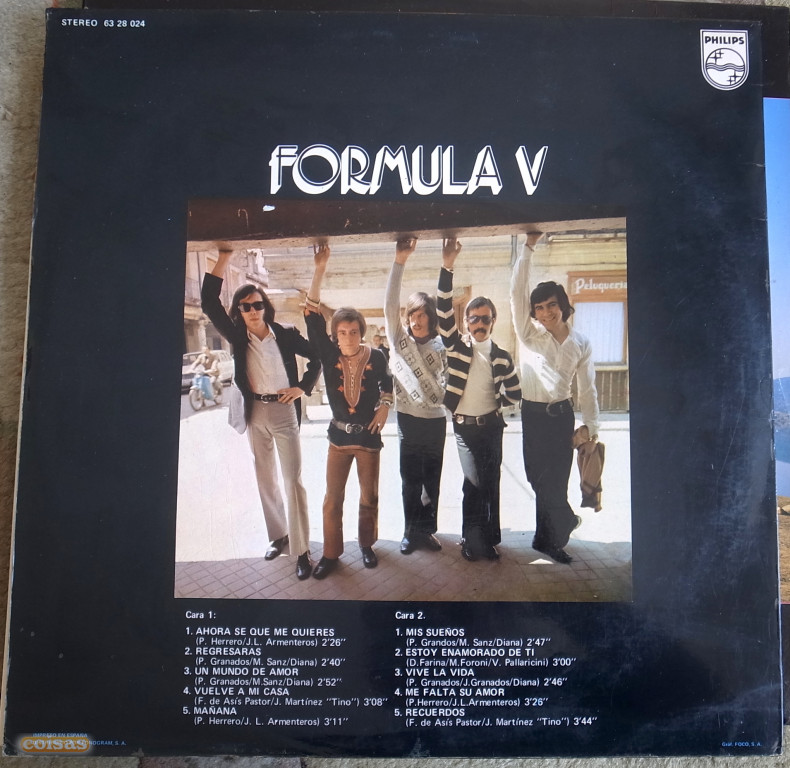 STEREO 63 28 024
PHILIPS
FORMULA V
Peluqueria
Cara 1:
1. AHORA SE QUE ME QUIERES
(P. Herrero/J.L. Armenteros) 2'26''
2. REGRESARAS
(P. Granados/M. Sanz/Diana) 2'40''
3. UN MUNDO DE AMOR
(P. Granados/M.Sanz/Diana) 2'52''
4. VUELVE A MI CASA
(F. de Asís Pastor/J. Martínez "Tino") 3'08''
5. MAÑANA
(P. Herrero/J. L. Armenteros) 3'11''
Cara 2.
1. MIS SUEÑOS
(P. Grandos/M. Sanz/Diana) 2'47''
2. ESTOY ENAMORADO DE TI
(D.Farina/M.Foroni/V. Pallaricini) 3'00''
3. VIVE LA VIDA
(P. Granados/J.Granados/Diana) 2'46''
4. ME FALTA SU AMOR
(P.Herrero/J.L. Armenteros) 3'26''
5. RECUERDOS
(F. de Asís Pastor/J. Martínez "Tino") 3'44''
IMPRESO EN ESPAÑA
coisas
S. A.
Gráf. FOCO, S. A.